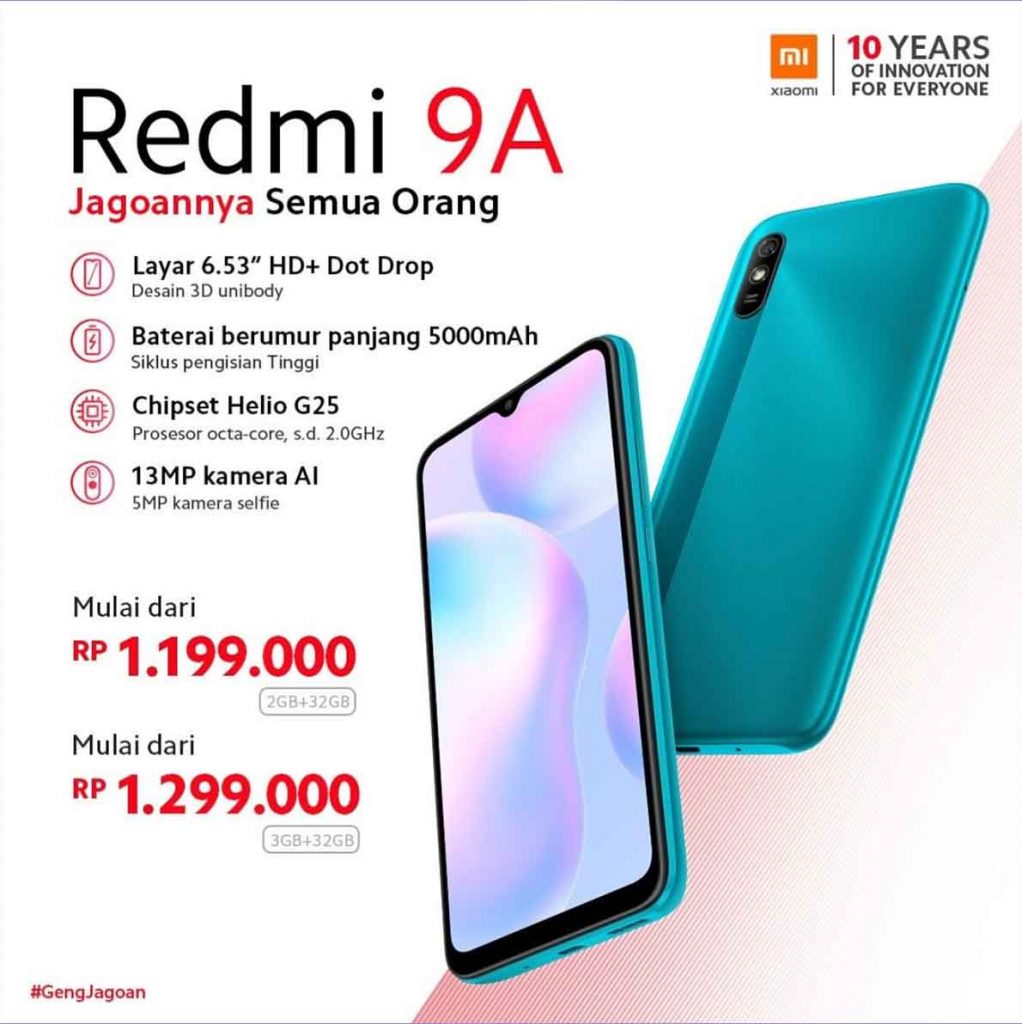 mi
xiaomi
10 YEARS
OF INNOVATION
FOR EVERYONE
Redmi 9A
Jagoannya Semua Orang
Layar 6.53” HD+ Dot Drop
Desain 3D unibody
Baterai berumur panjang 5000mAh
Siklus pengisian Tinggi
Chipset Helio G25
Prosesor octa-core, s.d. 2.0GHz
13MP kamera AI
5MP kamera selfie
Mulai dari
RP 1.199.000
2GB+32GB
Mulai dari
RP 1.299.000
3GB+32GB
#GengJagoan